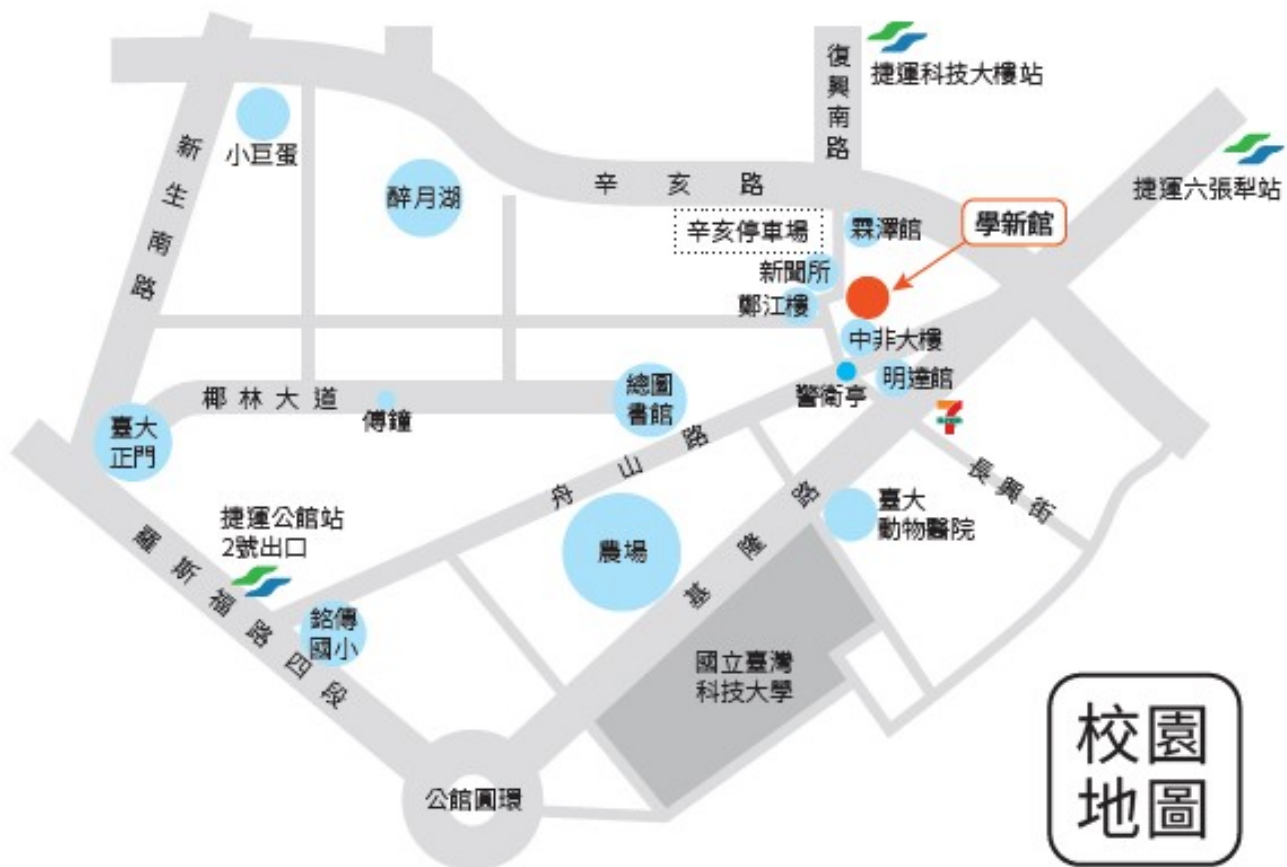 復興南路
捷運科技大樓站
新生南路
小巨蛋
醉月湖
辛亥路
捷運六張犁站
辛亥停車場
霖澤館
學新館
新聞所
鄭江樓
中非大樓
椰林大道
傅鐘
總圖
書館
警衛亭
明達館
臺大
正門
舟山路
長興街
捷運公館站
2號出口
農場
基隆路
臺大
動物醫院
羅斯福路四段
銘傳
國小
國立臺灣
科技大學
公館圓環
校園
地圖